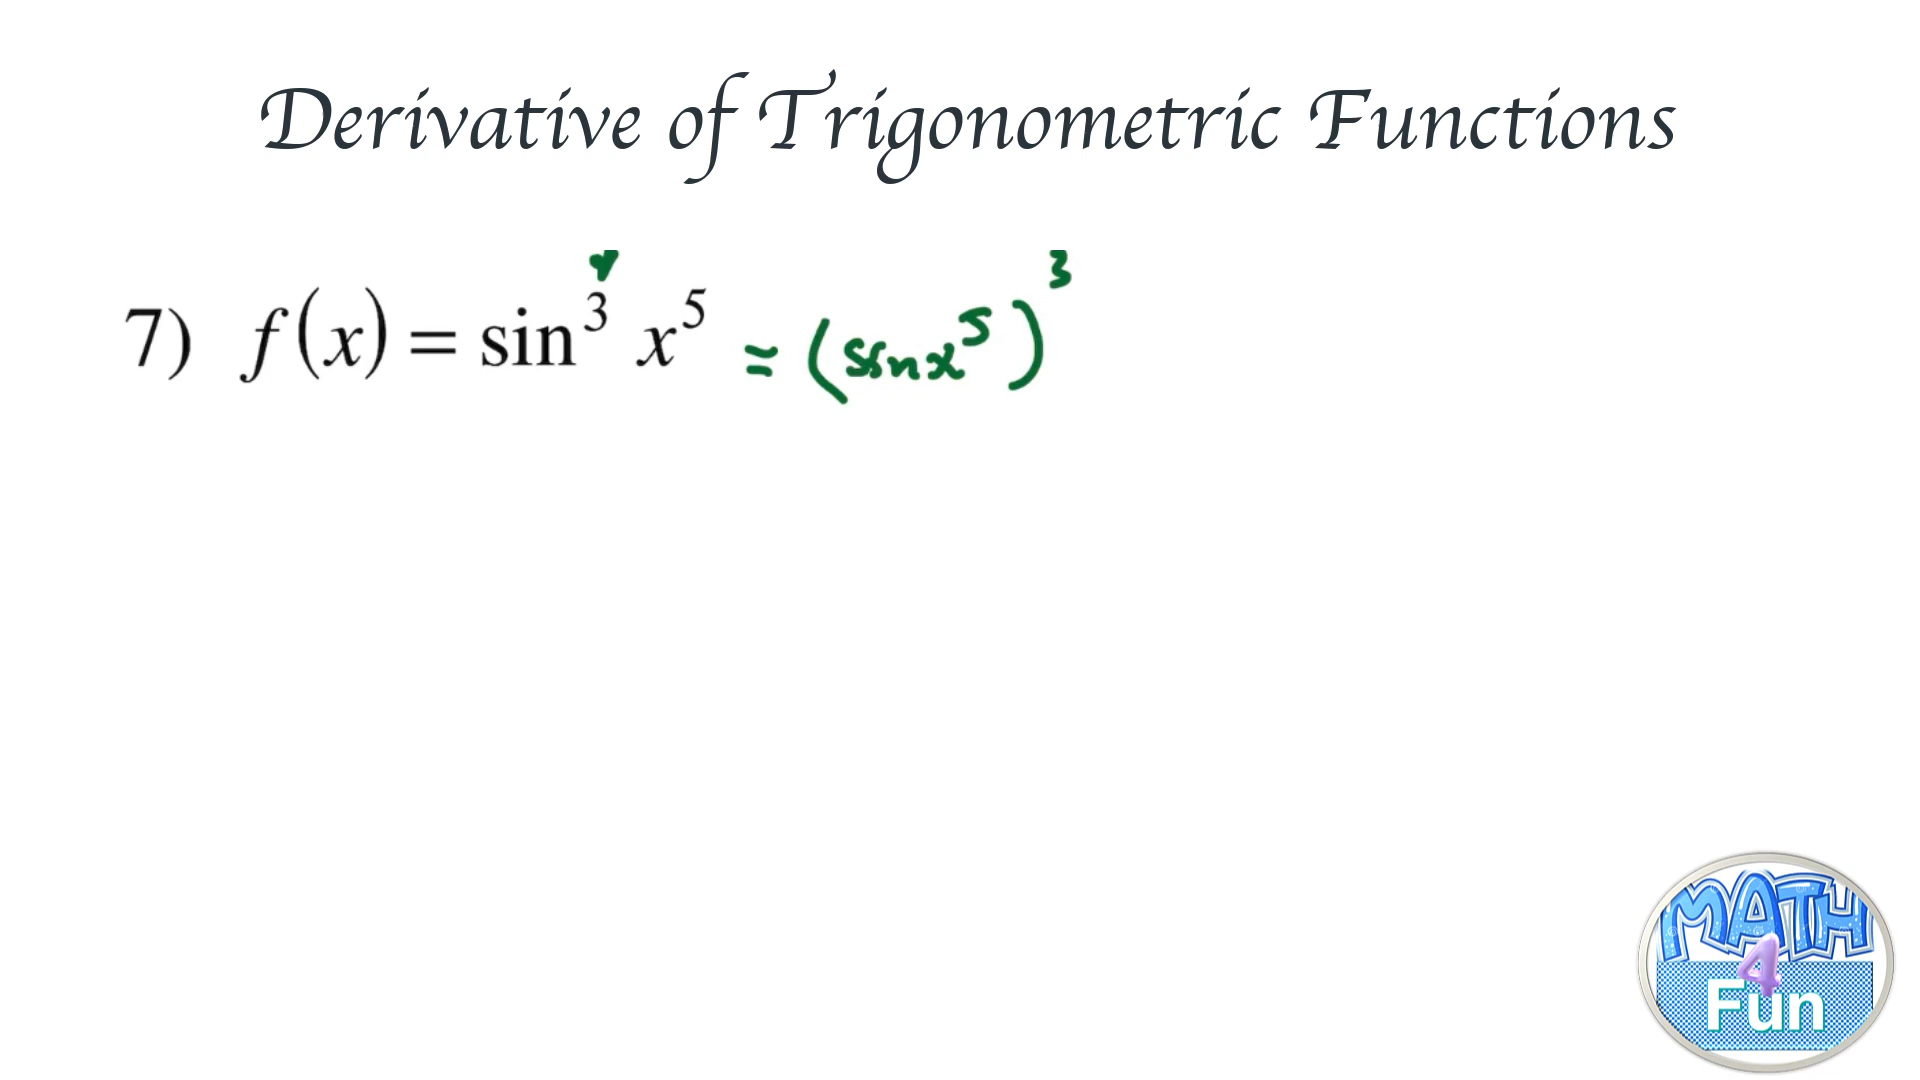 Derivative of Trigonometric Functions
7) f(x) = sin³ x⁵ = (sin x⁵)³
MATH
4
Fun